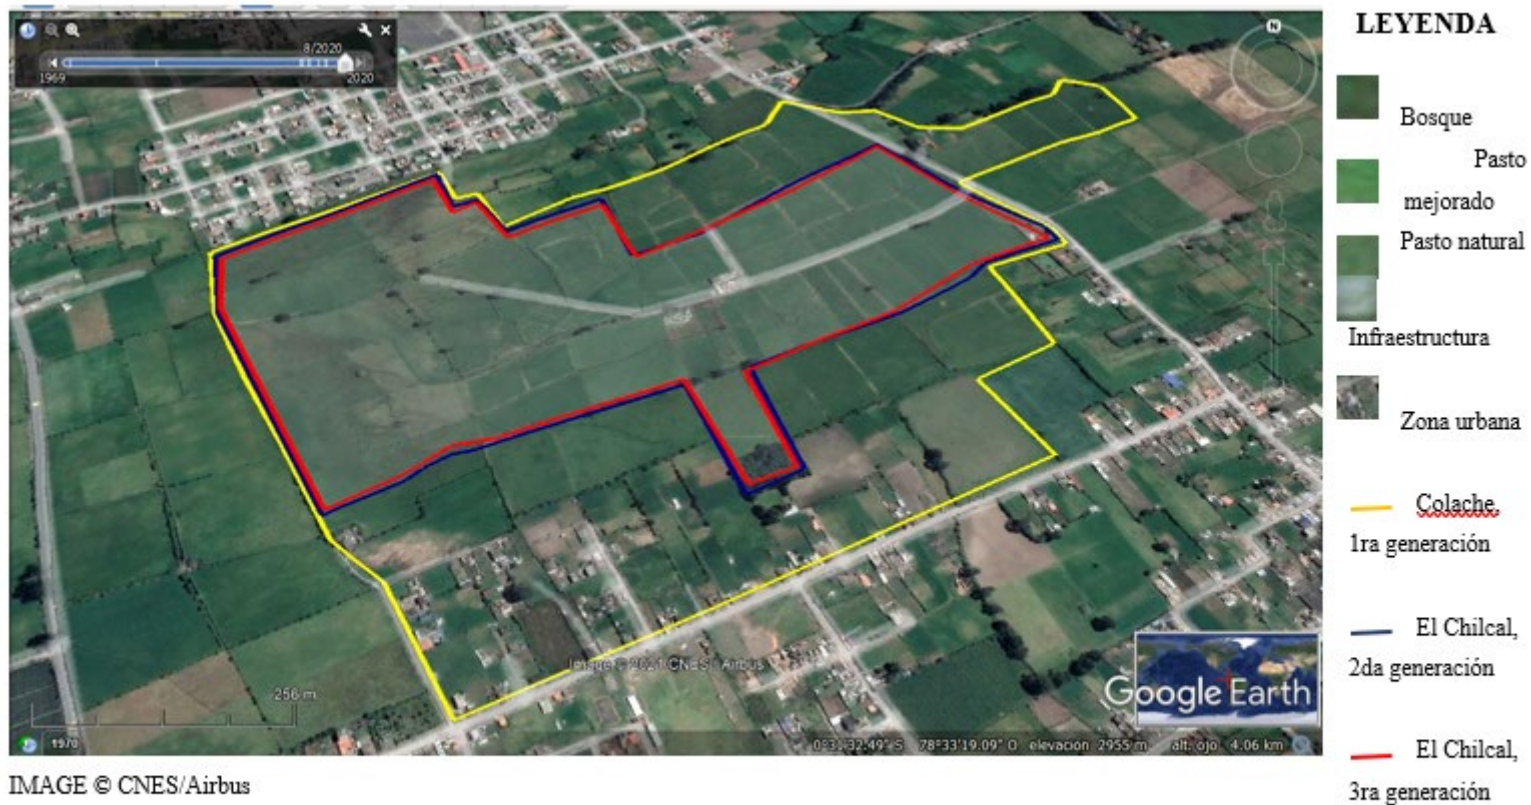 8/2020
1969
2020
N
256 m
1970
Image © 2021 CNES / Airbus
Google Earth
0°31'32.49" S 78°33'19.09" O elevación 2955 m alt. ojo 4.06 km
IMAGE © CNES/Airbus
LEYENDA
Bosque
Pasto
mejorado
Pasto natural
Infraestructura
Zona urbana
Colache,
1ra generación
El Chilcal,
2da generación
El Chilcal,
3ra generación